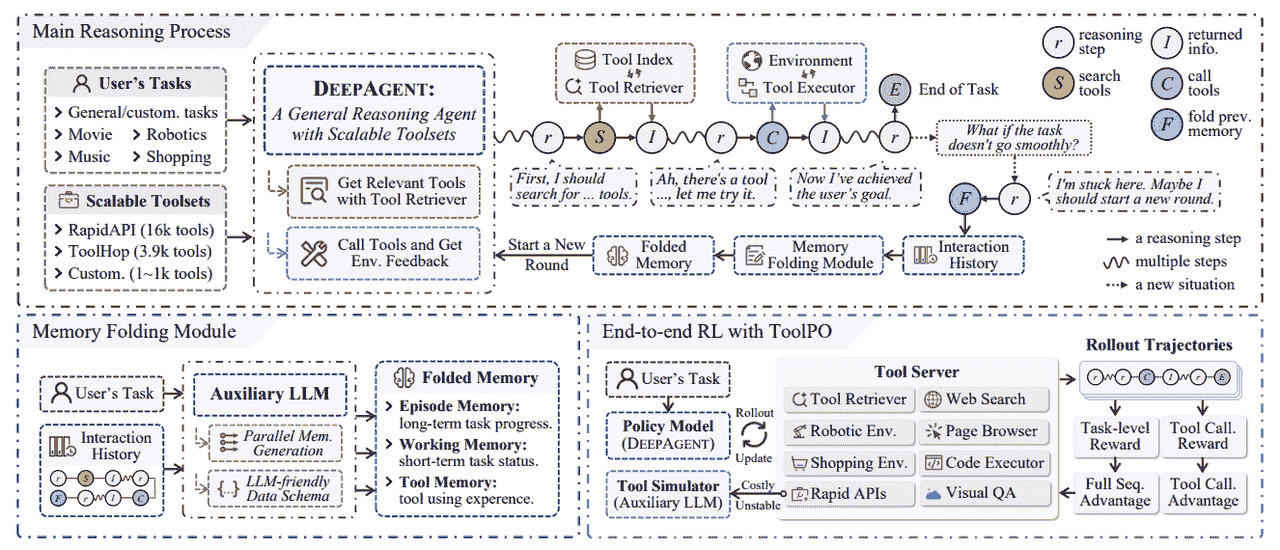 Main Reasoning Process
User's Tasks
General/custom. tasks
Movie
Robotics
Music
Shopping
Scalable Toolsets
RapidAPI (16k tools)
ToolHop (3.9k tools)
Custom. (1~1k tools)
DEEPAGENT:
A General Reasoning Agent
with Scalable Toolsets
Get Relevant Tools
with Tool Retriever
Call Tools and Get
Env. Feedback
Tool Index
Tool Retriever
Environment
Tool Executor
r
S
I
r
C
I
r
E
End of Task
First, I should
search for ... tools.
Ah, there's a tool
..., let me try it.
Now I've achieved
the user's goal.
What if the task
doesn't go smoothly?
r
I'm stuck here. Maybe I
should start a new round.
F
Interaction
History
Memory
Folding Module
Folded
Memory
Start a New
Round
r
reasoning
step
I
returned
info.
S
search
tools
C
call
tools
F
fold prev.
memory
a reasoning step
multiple steps
a new situation
Memory Folding Module
User's Task
Interaction
History
r
S
I
r
F
r
I
C
Auxiliary LLM
Parallel Mem.
Generation
{...}
LLM-friendly
Data Schema
Folded Memory
Episode Memory:
long-term task progress.
Working Memory:
short-term task status.
Tool Memory:
tool using experence.
End-to-end RL with ToolPO
User's Task
Policy Model
(DEEPAGENT)
Tool Simulator
(Auxiliary LLM)
Rollout
Update
Costly
Unstable
Tool Server
Tool Retriever
Web Search
Robotic Env.
Page Browser
Shopping Env.
Code Executor
Rapid APIs
Visual QA
Rollout Trajectories
r
r
C
I
r
E
Task-level
Reward
Tool Call.
Reward
Full Seq.
Advantage
Tool Call.
Advantage